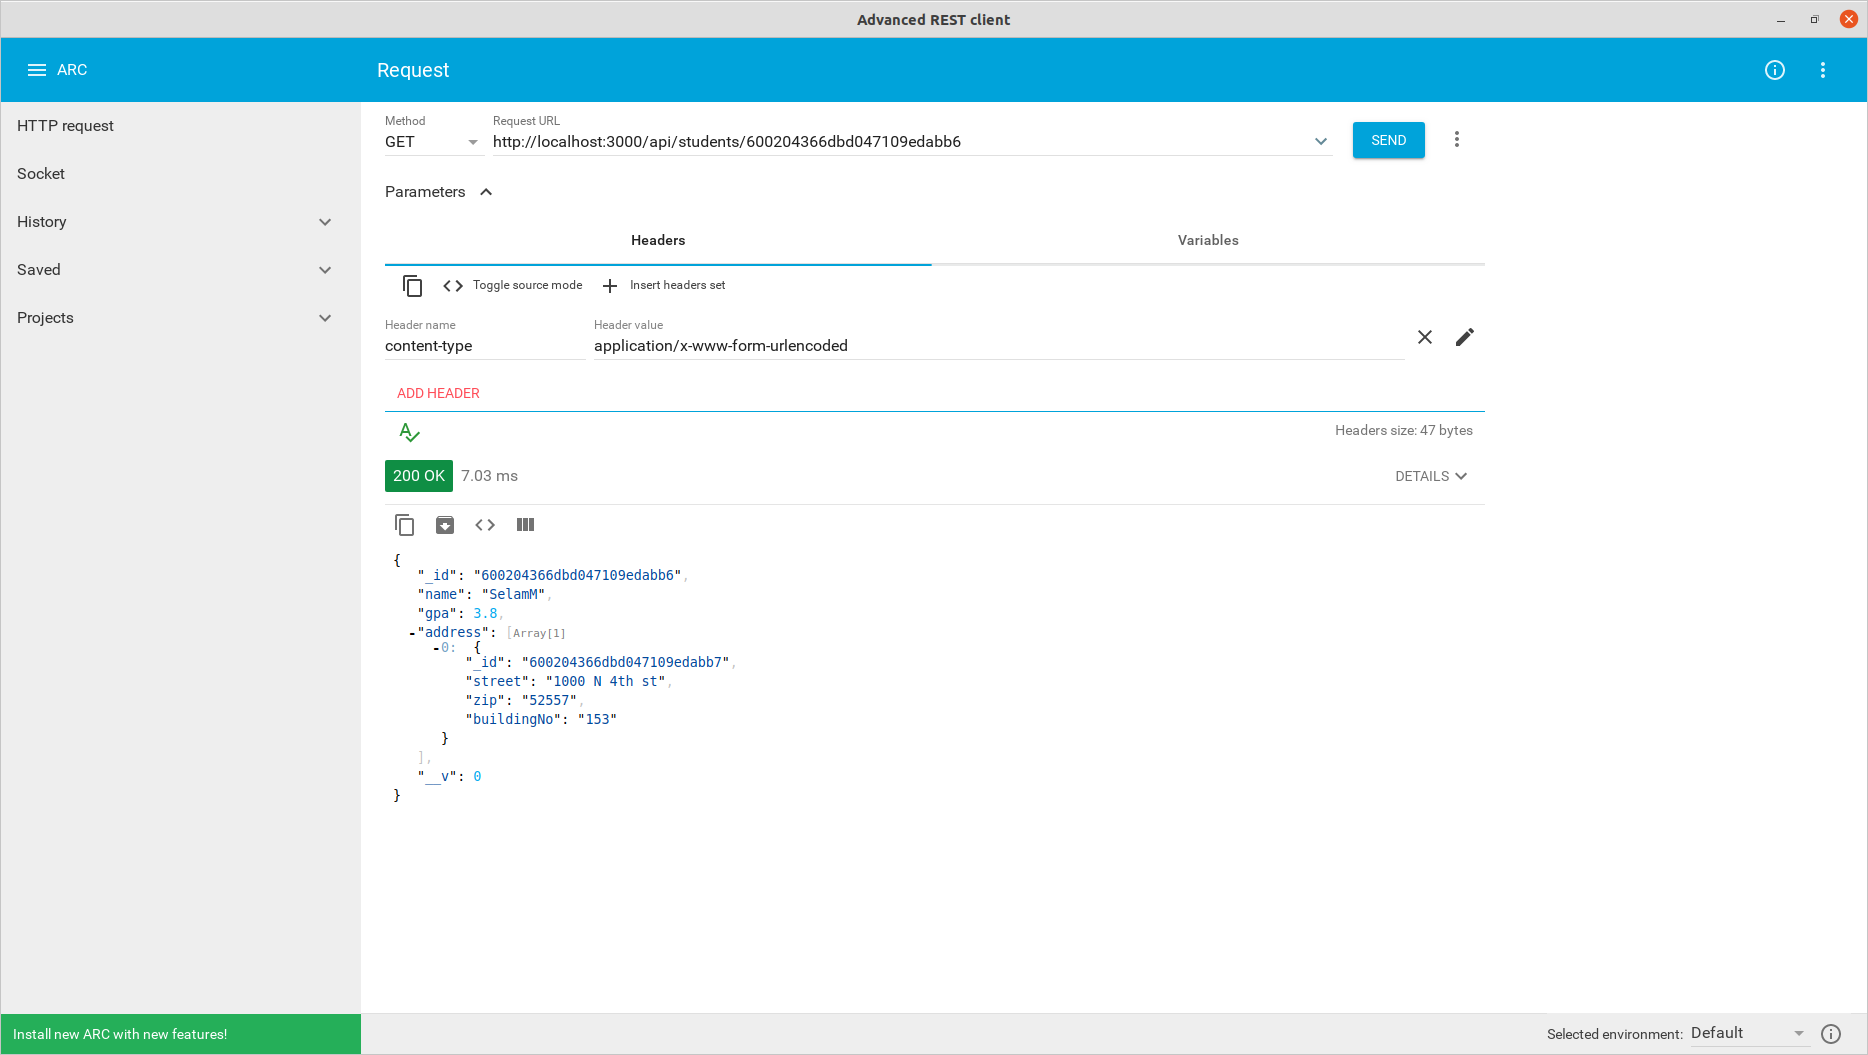 Advanced REST client
ARC
Request
HTTP request
Socket
History
Saved
Projects
Method
Request URL
GET
http://localhost:3000/api/students/600204366dbd047109edabb6
SEND
Parameters
Headers
Variables
Toggle source mode
Insert headers set
Header name
Header value
content-type
application/x-www-form-urlencoded
ADD HEADER
Headers size: 47 bytes
200 OK
7.03 ms
DETAILS
{
"_id": "600204366dbd047109edabb6",
"name": "SelamM",
"gpa": 3.8,
-"address": [Array[1]
-0: {
"_id": "600204366dbd047109edabb7",
"street": "1000 N 4th st",
"zip": "52557",
"buildingNo": "153"
}
],
"__v": 0
}
Install new ARC with new features!
Selected environment:
Default